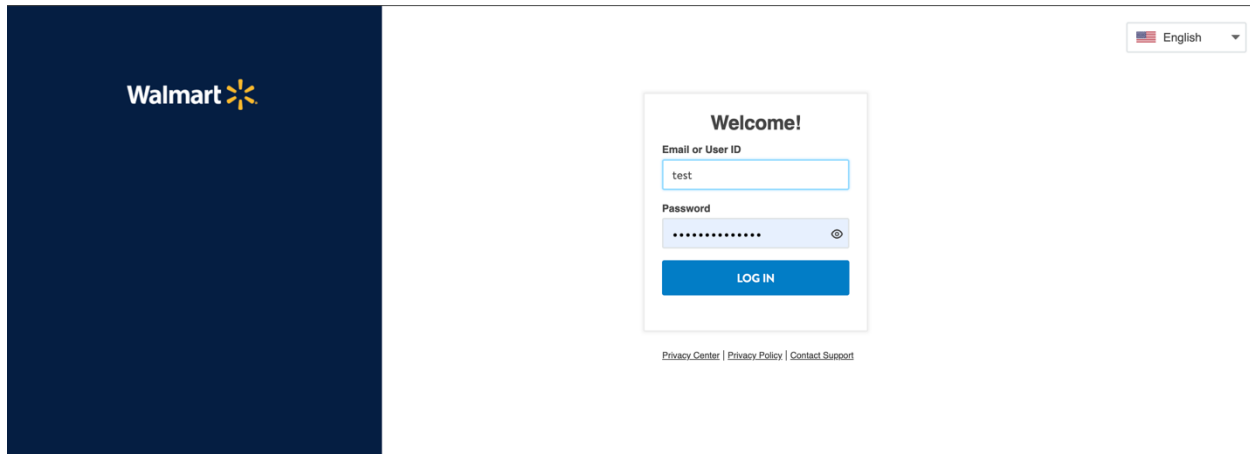 English
Walmart
Welcome!
Email or User ID
test
Password
••••••••••••••
LOG IN
Privacy Center | Privacy Policy | Contact Support